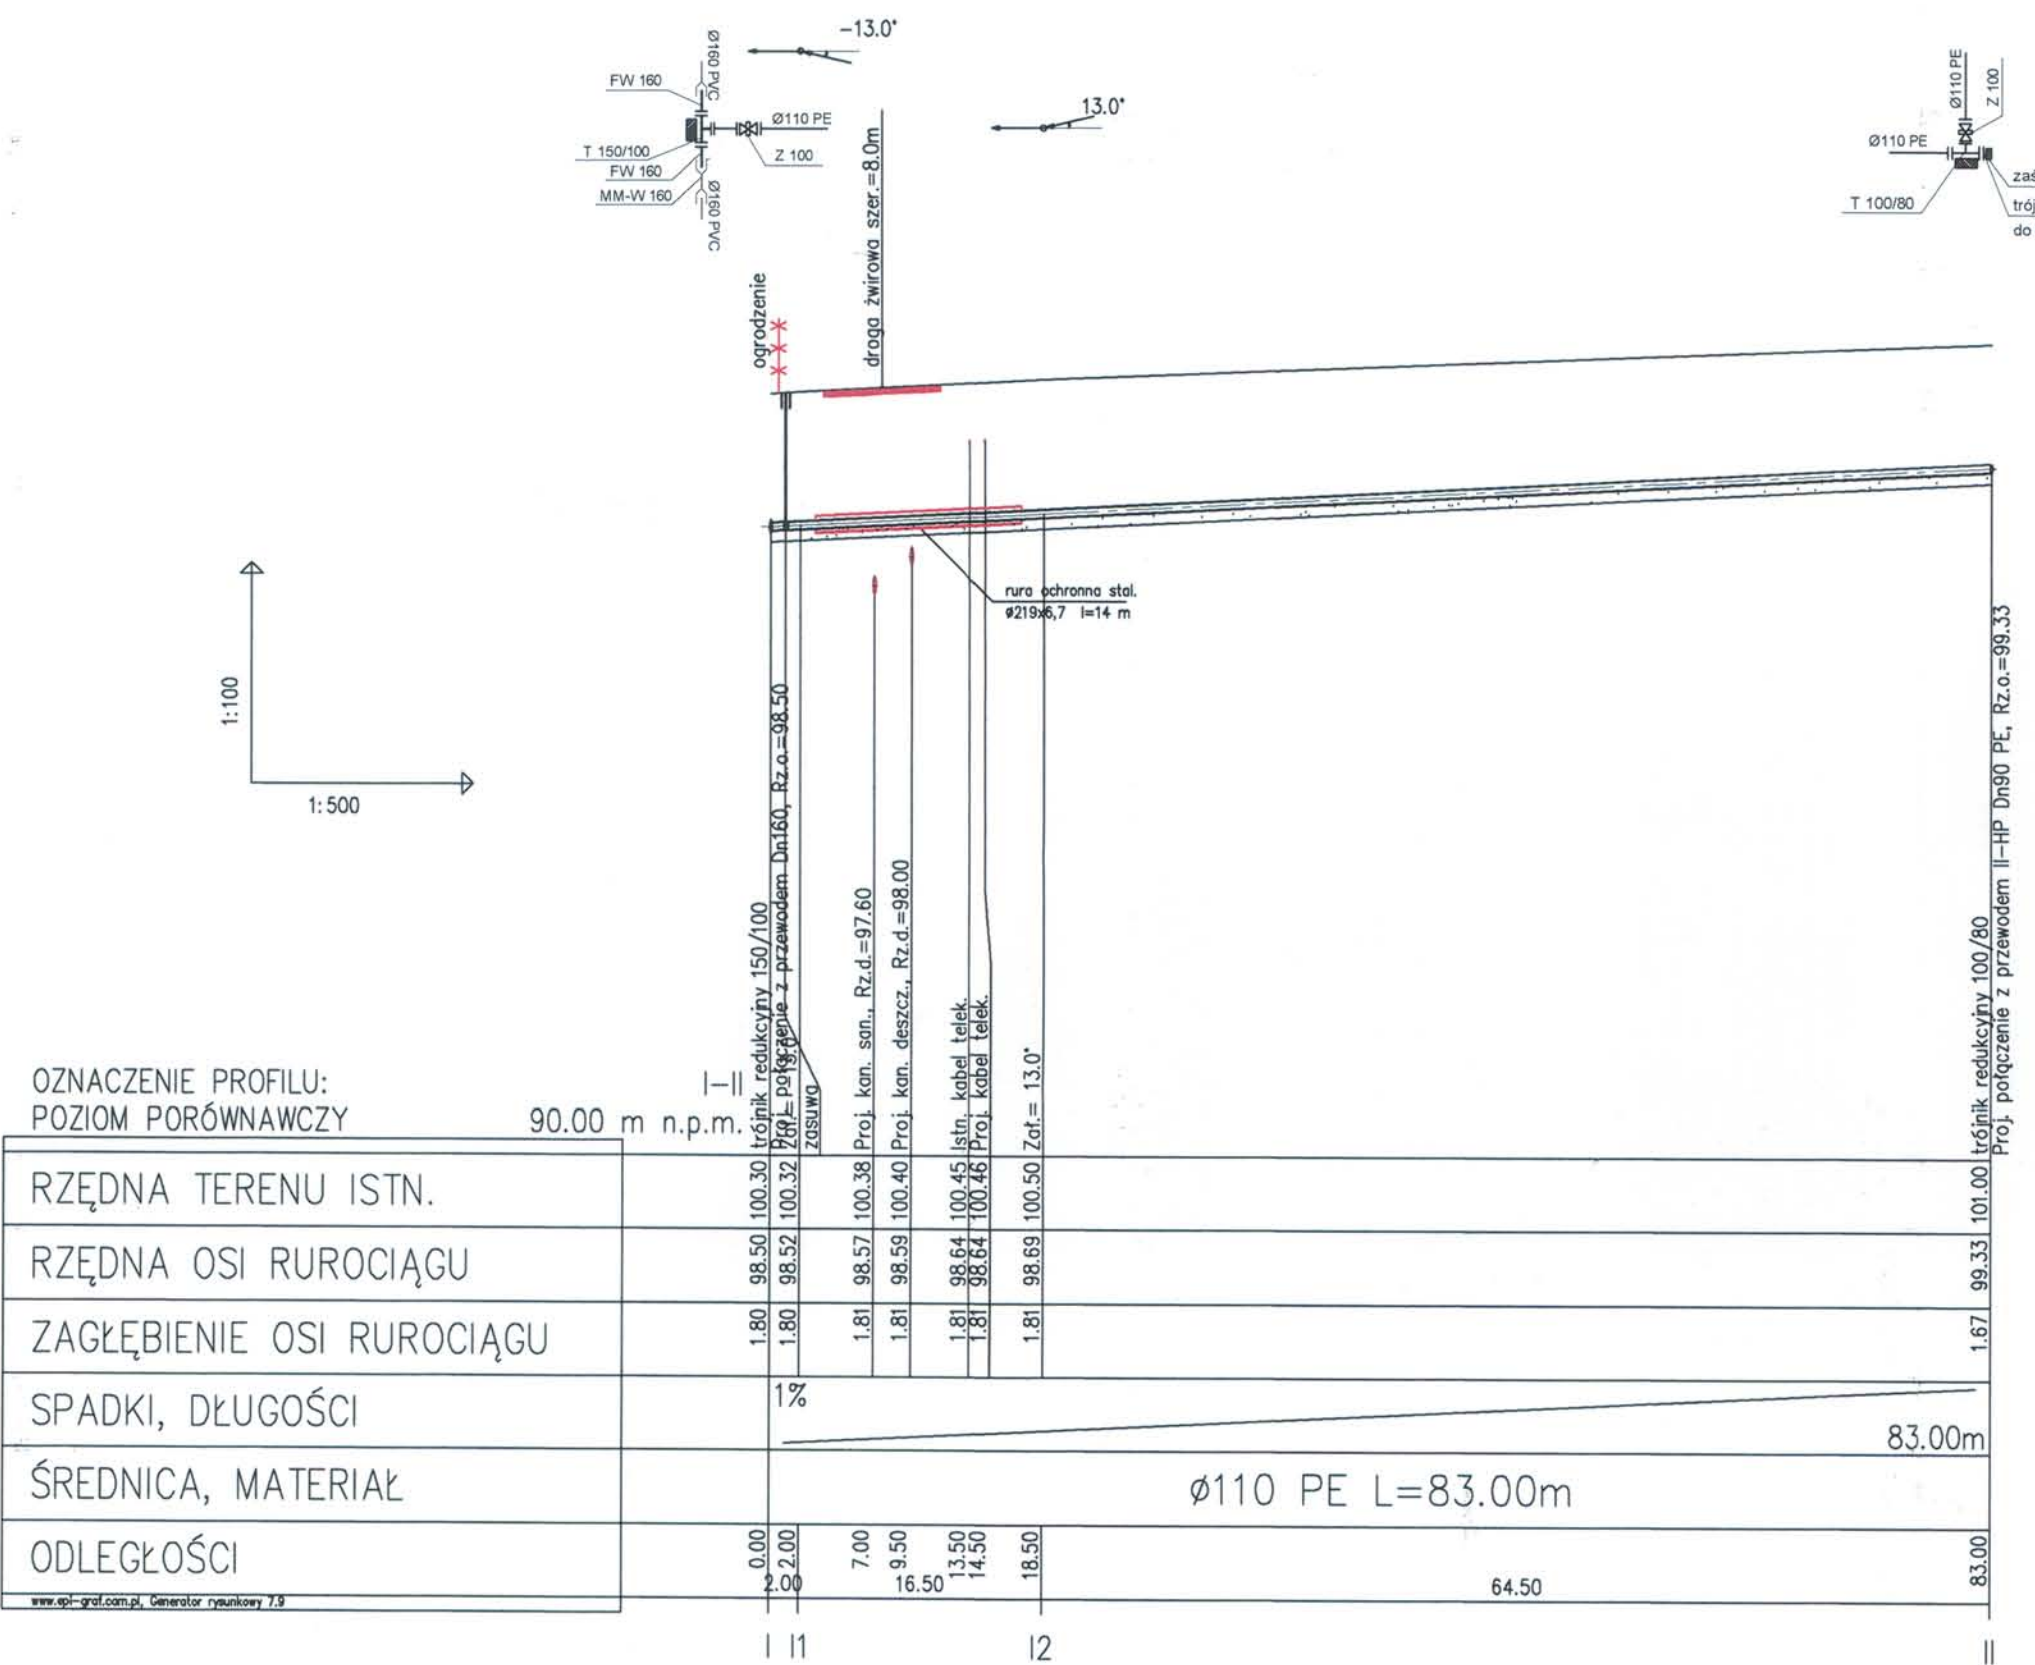 -13.0°
Ø160 PVC
FW 160
Ø110 PE
T 150/100
Z 100
FW 160
MM-W 160
Ø160 PVC
13.0°
droga żwirowa szer.=8.0m
ogrodzenie
Ø110 PE
Z 100
Ø110 PE
T 100/80
do
rura ochronna stal.
ø219x6,7 l=14 m
1:100
1:500
OZNACZENIE PROFILU: I-II
POZIOM PORÓWNAWCZY 90.00 m n.p.m.
trójnik redukcyjny 150/100
Proj. połączenie z przewodem Dn160, Rz.o.=98.50
zasuwa
Proj. kan. san., Rz.d.=97.60
Proj. kan. deszcz., Rz.d.=98.00
Istn. kabel telek.
Proj. kabel telek.
Zał.= 13.0°
trójnik redukcyjny 100/80
Proj. połączenie z przewodem II-HP Dn90 PE, Rz.o.=99.33
RZĘDNA TERENU ISTN. 100.30 100.32 100.38 100.40 100.45 100.46 100.50 101.00
RZĘDNA OSI RUROCIĄGU 98.50 98.52 98.57 98.59 98.64 98.64 98.69 99.33
ZAGŁĘBIENIE OSI RUROCIĄGU 1.80 1.80 1.81 1.81 1.81 1.81 1.81 1.67
SPADKI, DŁUGOŚCI 1% 83.00m
ŚREDNICA, MATERIAŁ ø110 PE L=83.00m
ODLEGŁOŚCI 0.00 2.00 7.00 9.50 13.50 14.50 18.50 83.00
2.00 16.50 64.50
www.epi-graf.com.pl, Generator rysunkowy 7.9
I I1 I2 II